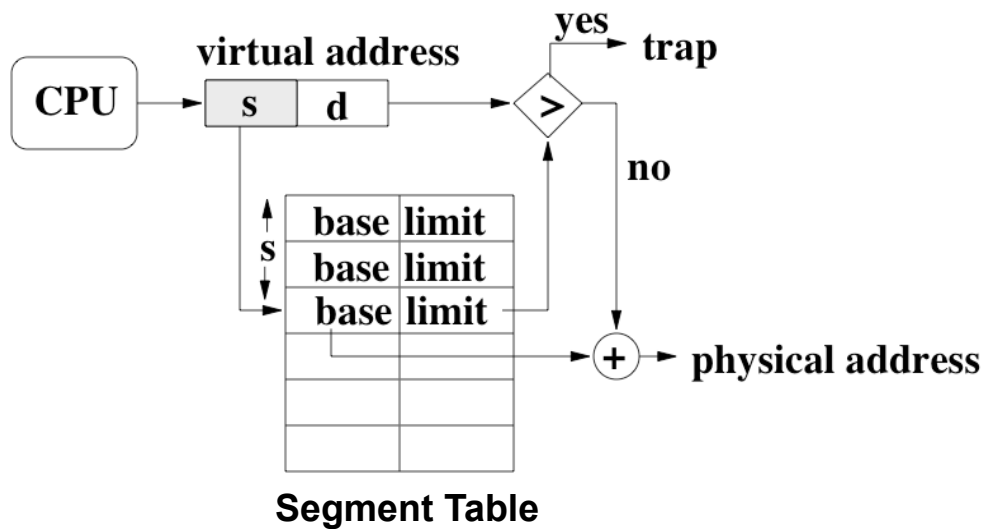 yes
trap
virtual address
CPU
s d
>
no
base limit
s
base limit
base limit
+
physical address
Segment Table